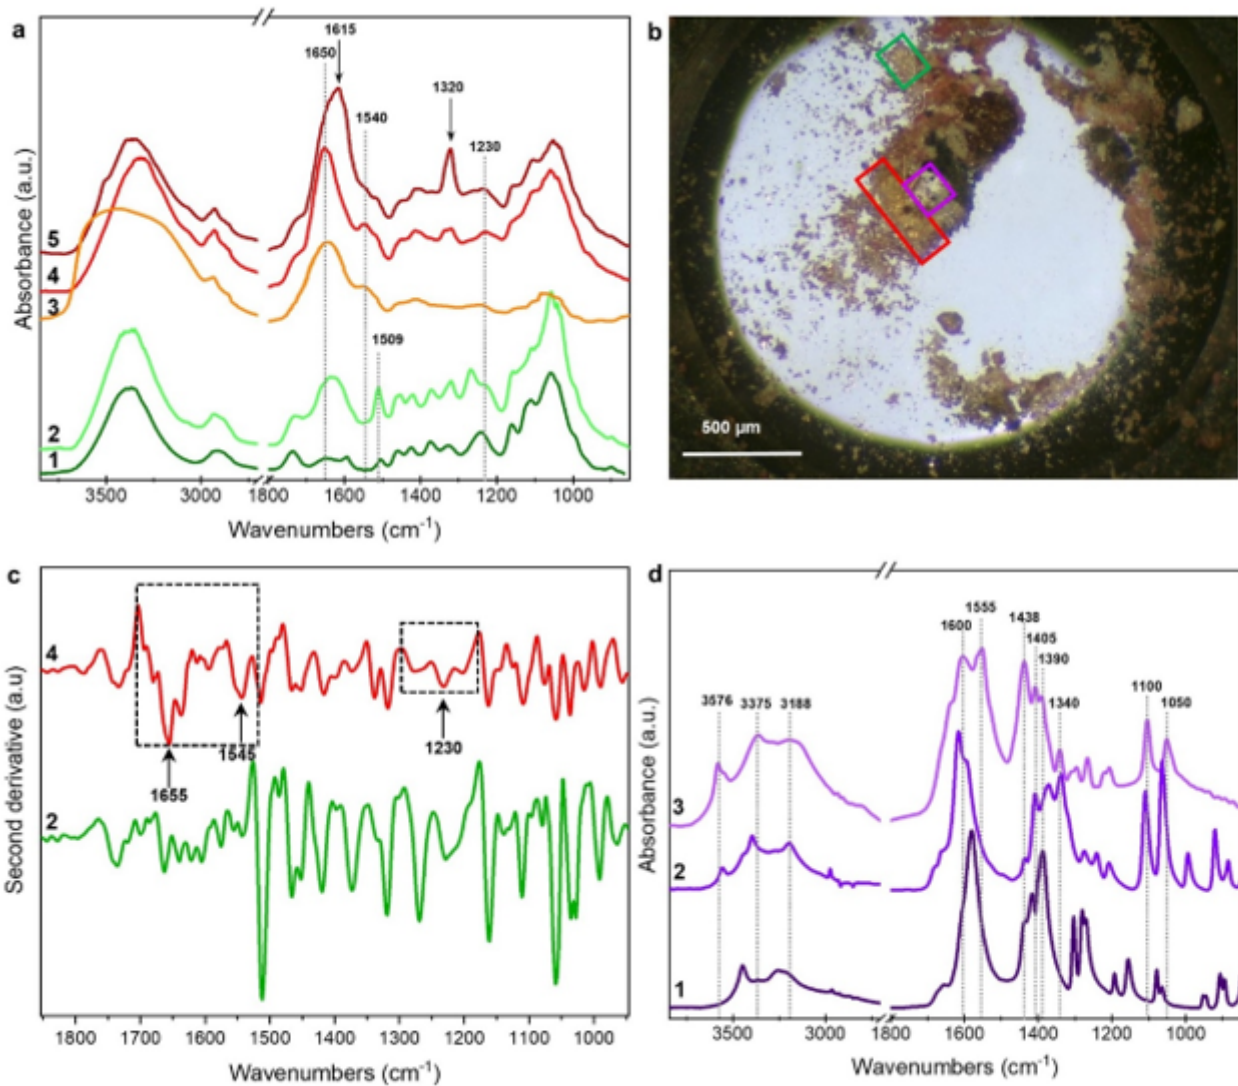 a
1615
1650
1320
1540
1230
1509
5
4
3
2
1
Absorbance (a.u.)
3500 3000 1800 1600 1400 1200 1000
Wavenumbers (cm-1)
b
500 µm
c
4
1545
1655
1230
2
Second derivative (a.u)
1800 1700 1600 1500 1400 1300 1200 1100 1000
Wavenumbers (cm-1)
d
1555
1600
1438
1405
1390
1340
3576 3375 3188
1100
1050
3
2
1
Absorbance (a.u.)
3500 3000 1800 1600 1400 1200 1000
Wavenumbers (cm-1)